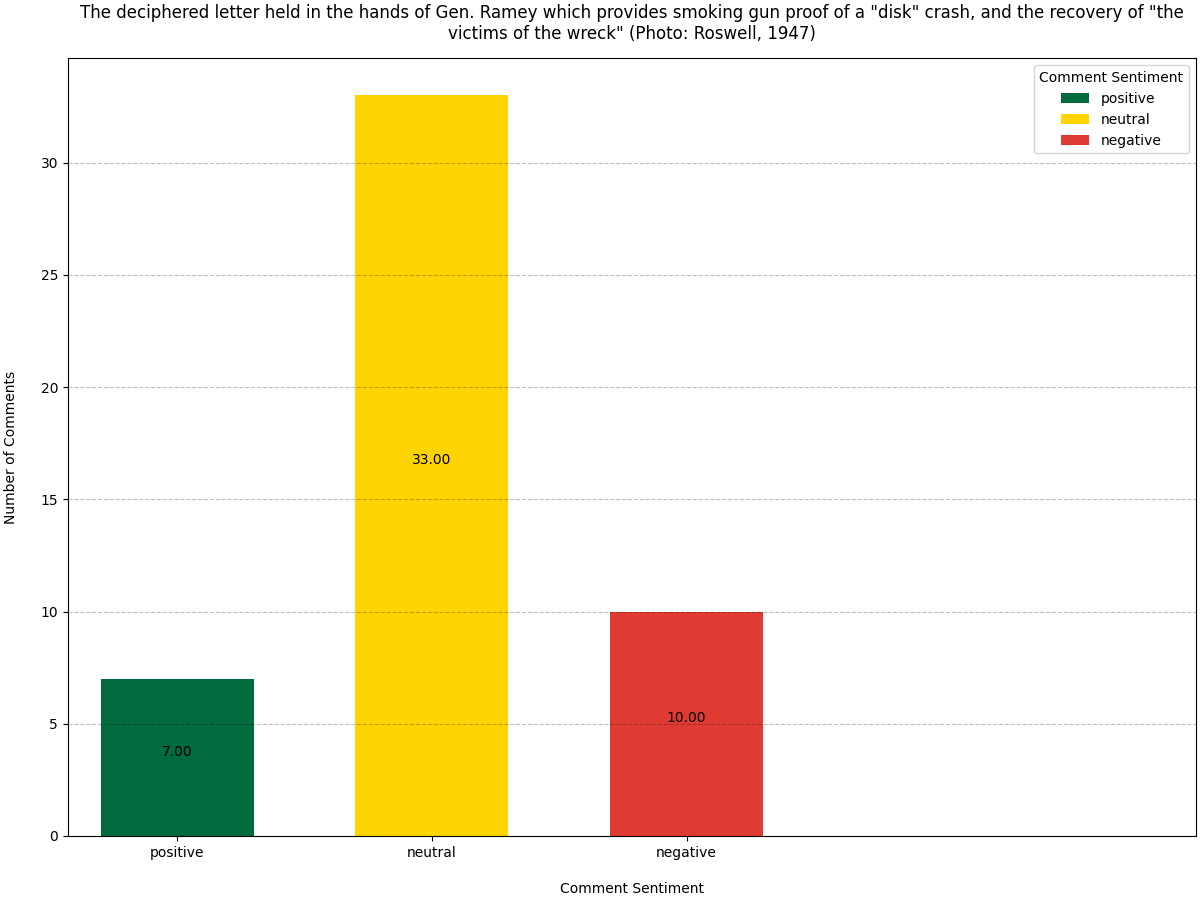 The deciphered letter held in the hands of Gen. Ramey which provides smoking gun proof of a "disk" crash, and the recovery of "the
victims of the wreck" (Photo: Roswell, 1947)
Comment Sentiment
positive
neutral
negative
Number of Comments
30
25
20
15
10
5
0
33.00
10.00
7.00
positive
neutral
negative
Comment Sentiment